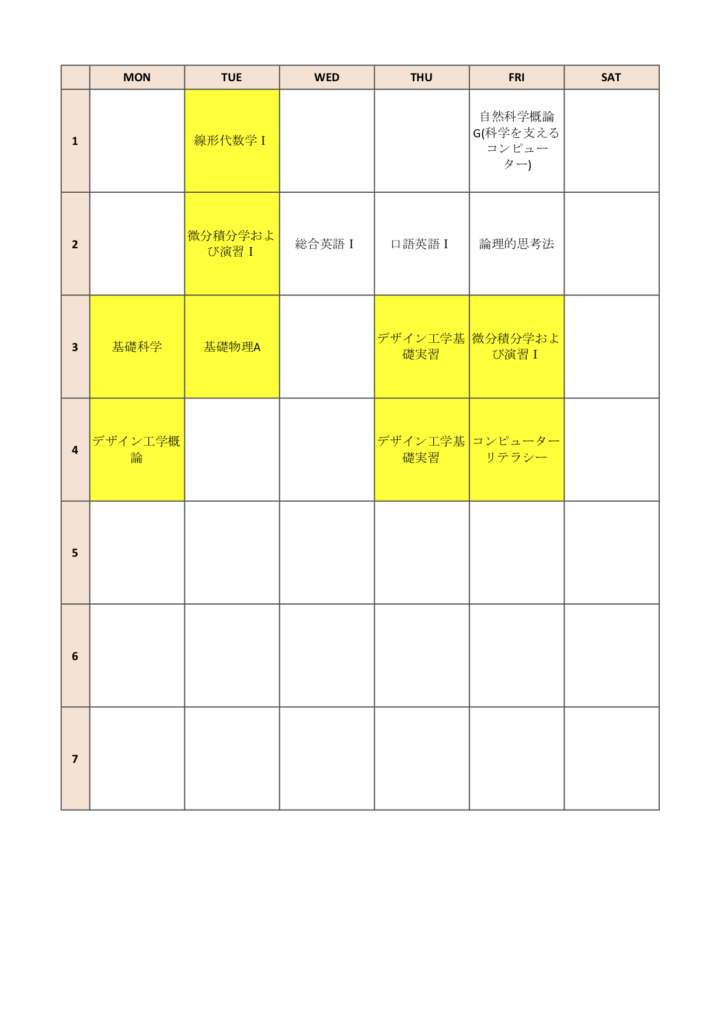 MON TUE WED THU FRI SAT
1
線形代数学Ⅰ
自然科学概論
G(科学を支える
コンピュー
ター)
2
微分積分学およ
び演習Ⅰ
総合英語Ⅰ
口語英語Ⅰ
論理的思考法
3
基礎科学
基礎物理A
デザイン工学基
礎実習
微分積分学およ
び演習Ⅰ
4
デザイン工学概
論
デザイン工学基
礎実習
コンピューター
リテラシー
5
6
7